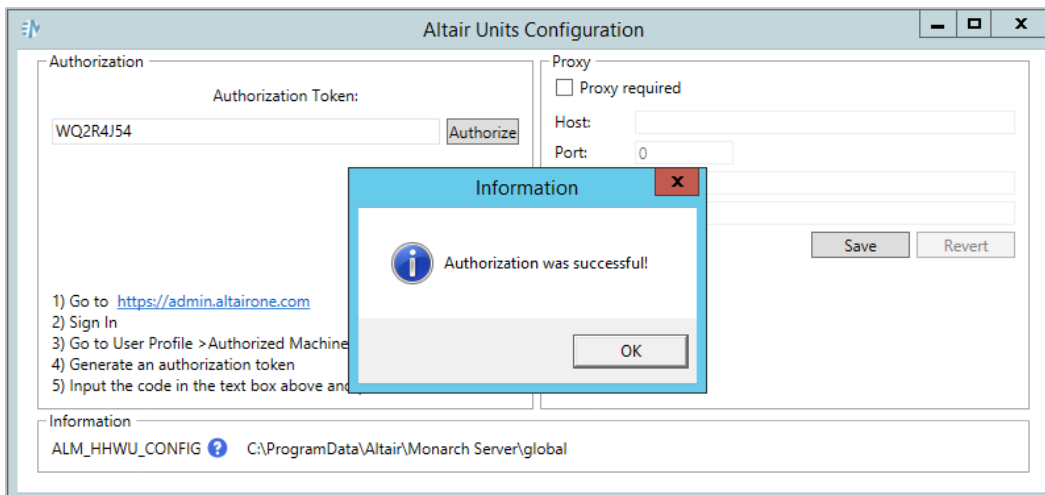 Altair Units Configuration
Authorization
Authorization Token:
WQ2R4J54
Authorize
1) Go to https://admin.altairone.com
2) Sign In
3) Go to User Profile >Authorized Machine
4) Generate an authorization token
5) Input the code in the text box above and
Proxy
Proxy required
Host:
Port:
0
Save
Revert
Information
x
Authorization was successful!
OK
Information
ALM_HHWU_CONFIG ? C:\ProgramData\Altair\Monarch Server\global